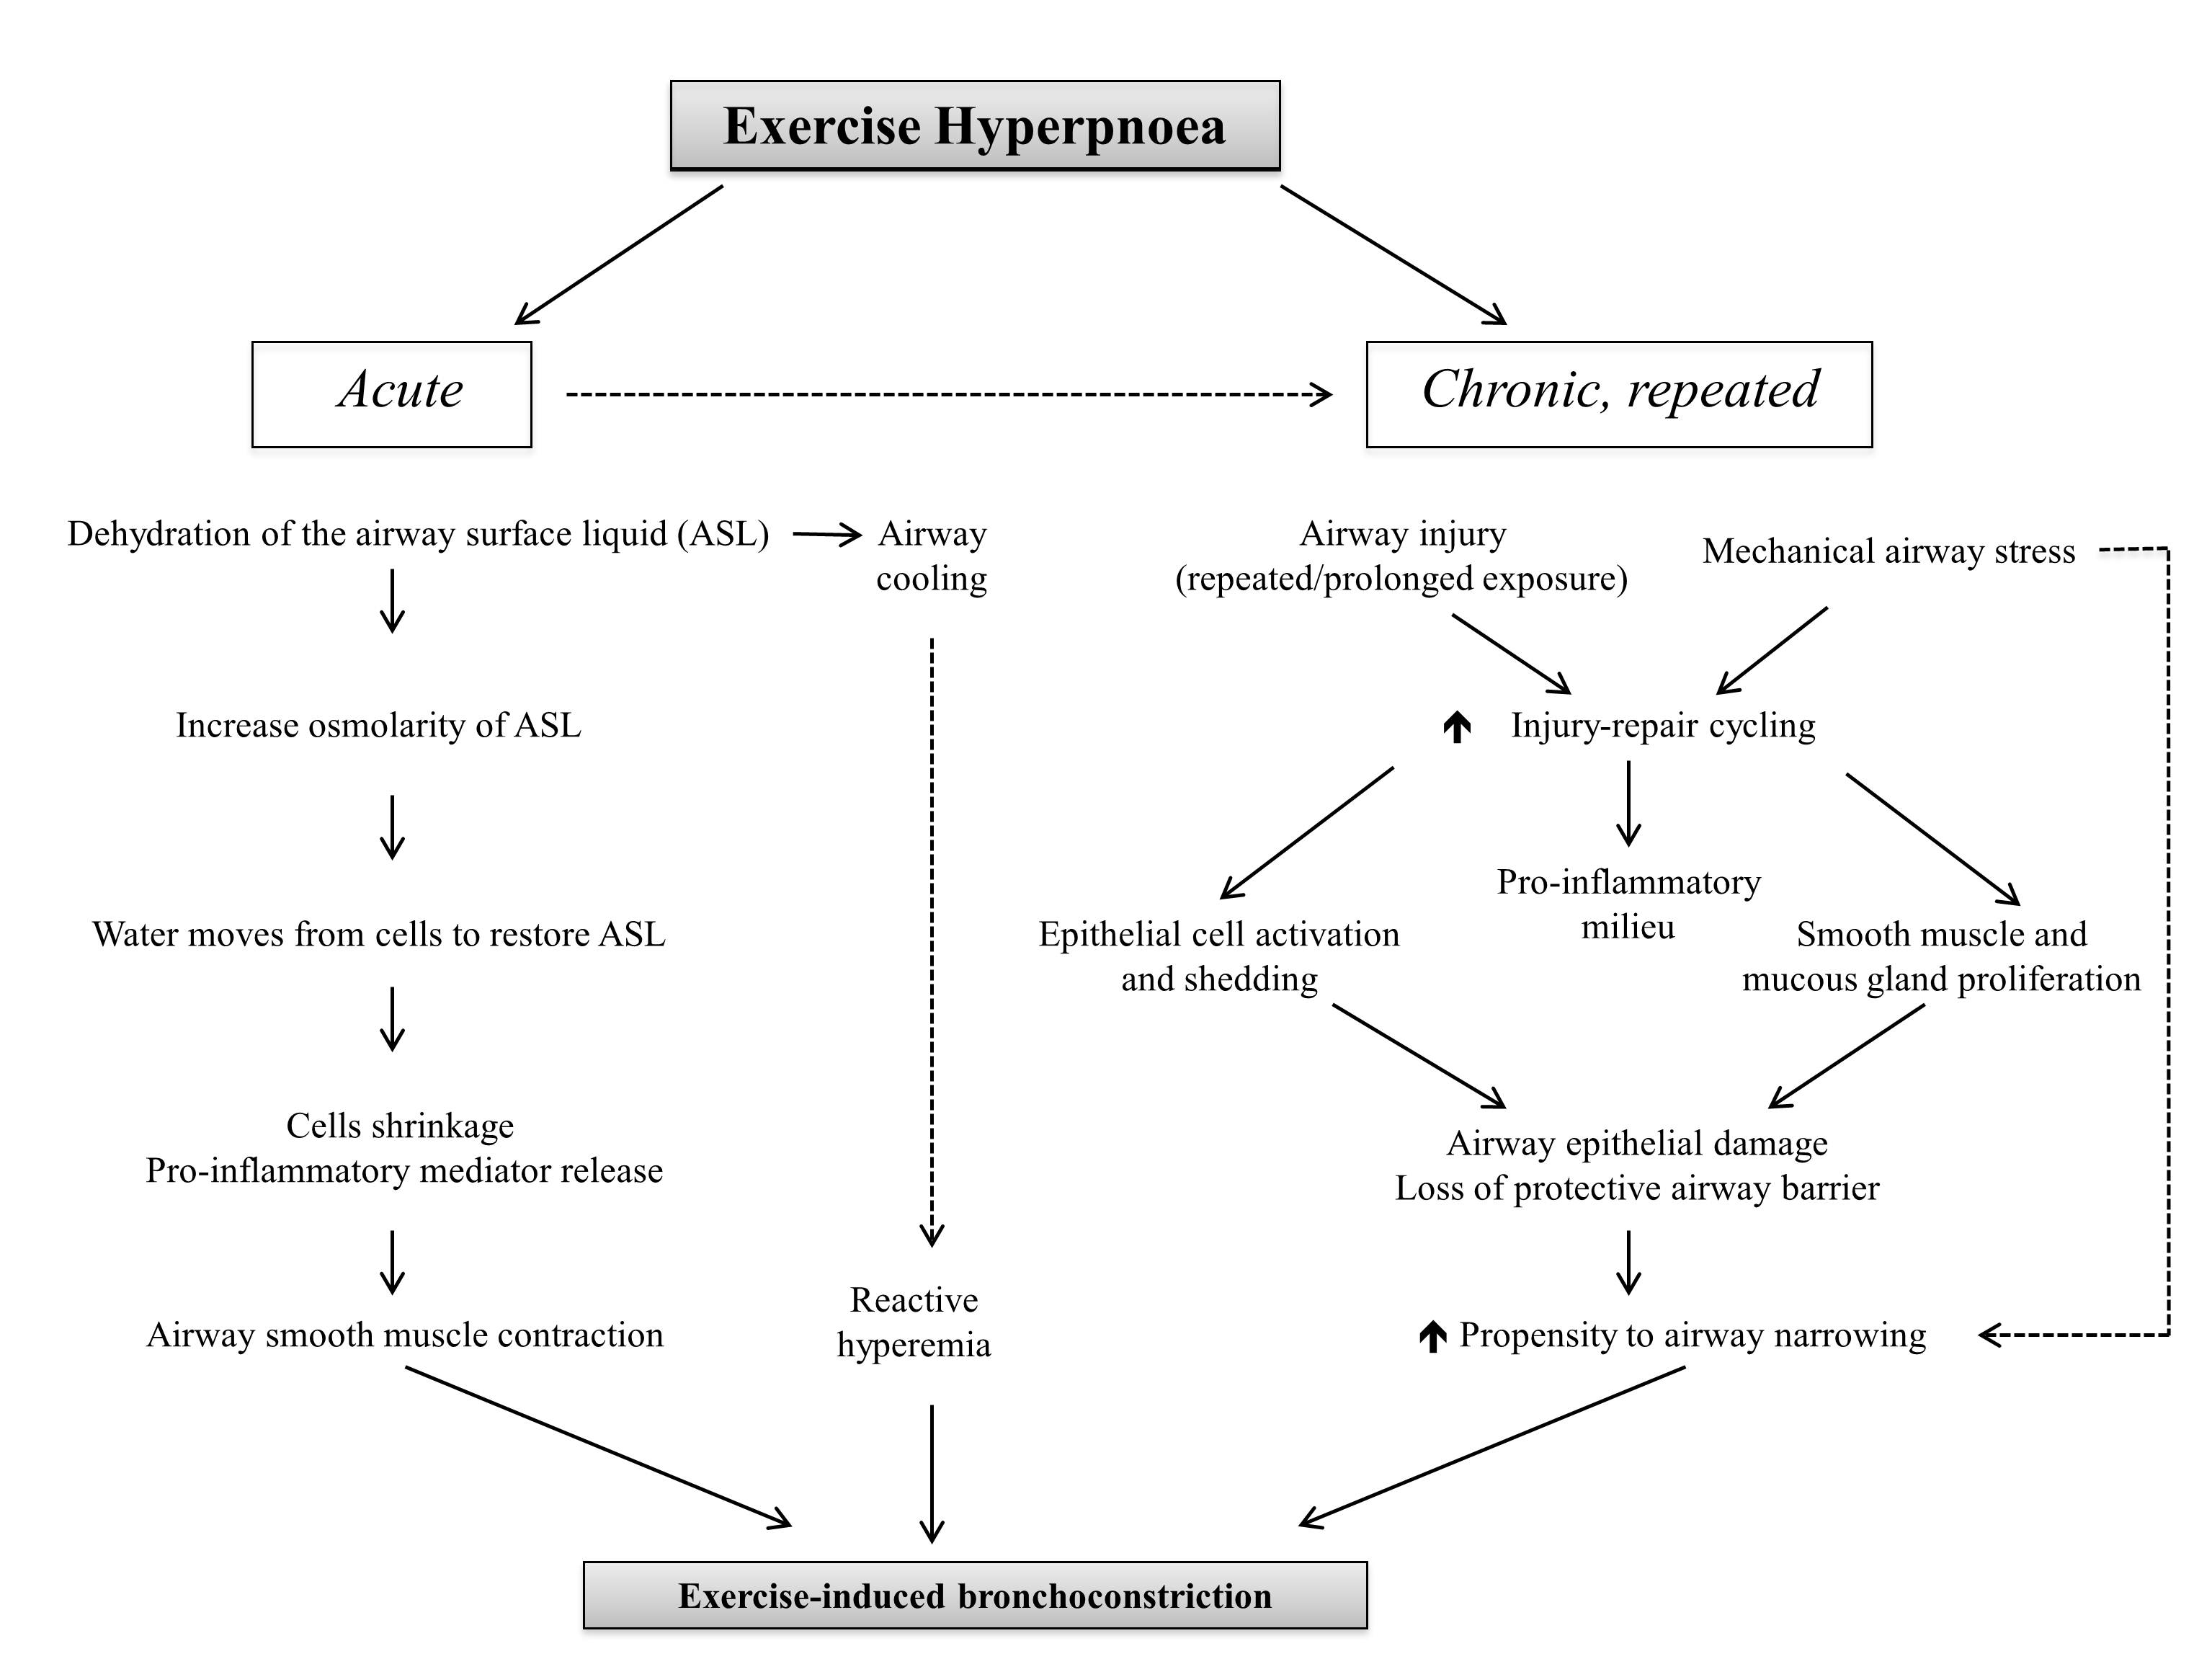 Exercise Hyperpnoea
Acute
Chronic, repeated
Dehydration of the airway surface liquid (ASL)
Airway
cooling
Airway injury
(repeated/prolonged exposure)
Mechanical airway stress
Increase osmolarity of ASL
Injury-repair cycling
Water moves from cells to restore ASL
Epithelial cell activation
and shedding
Pro-inflammatory
milieu
Smooth muscle and
mucous gland proliferation
Cells shrinkage
Pro-inflammatory mediator release
Airway epithelial damage
Loss of protective airway barrier
Airway smooth muscle contraction
Reactive
hyperemia
Propensity to airway narrowing
Exercise-induced bronchoconstriction